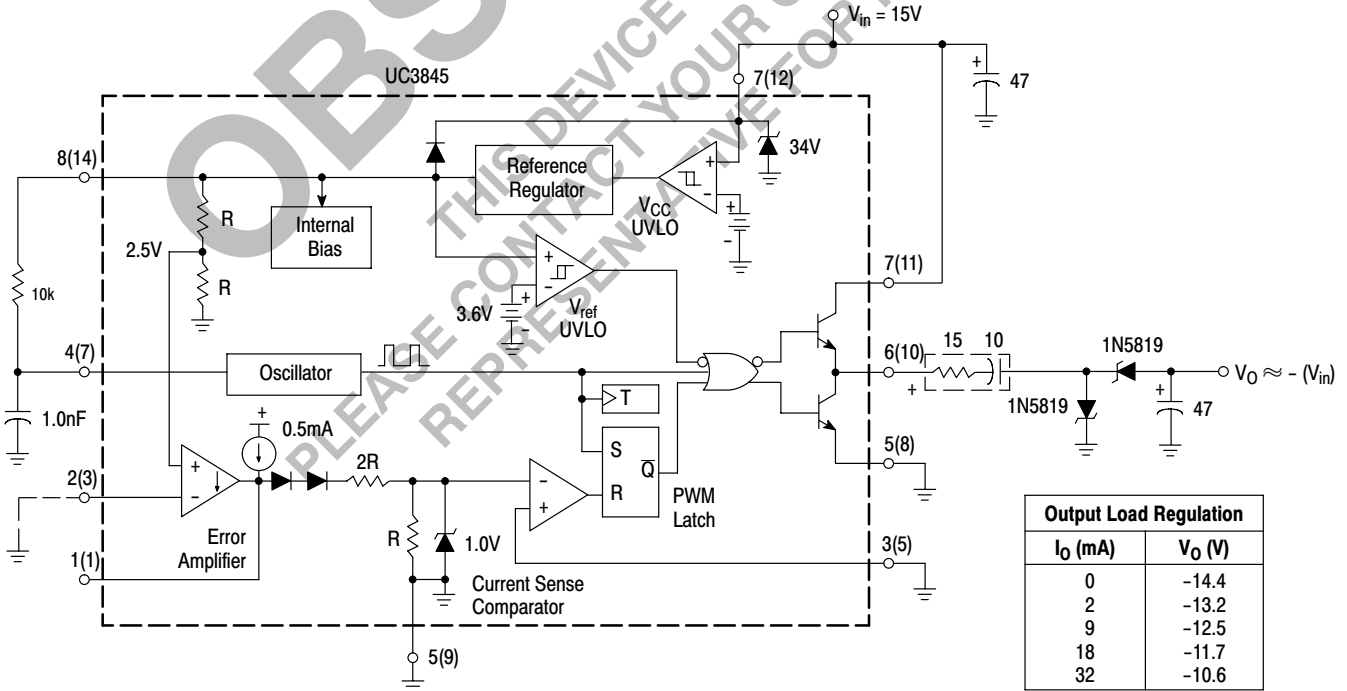 OBS
THIS DEVICE
PLEASE CONTACT YOUR
REPRESENTATIVE FOR
Vin = 15V
UC3845
7(12)
+
47
34V
8(14)
Reference
Regulator
+
-
VCC
UVLO
+
-
R
Internal
Bias
2.5V
R
10k
+
-
3.6V
+
-
Vref
UVLO
7(11)
4(7)
Oscillator
6(10)
15
10
+
1N5819
VO ≈ - (Vin)
1N5819
+
47
1.0nF
+
0.5mA
T
S
Q
R
PWM
Latch
5(8)
2(3)
+
-
2R
-
+
Error
Amplifier
R
1.0V
Current Sense
Comparator
1(1)
3(5)
5(9)
Output Load Regulation
IO (mA) VO (V)
0 -14.4
2 -13.2
9 -12.5
18 -11.7
32 -10.6